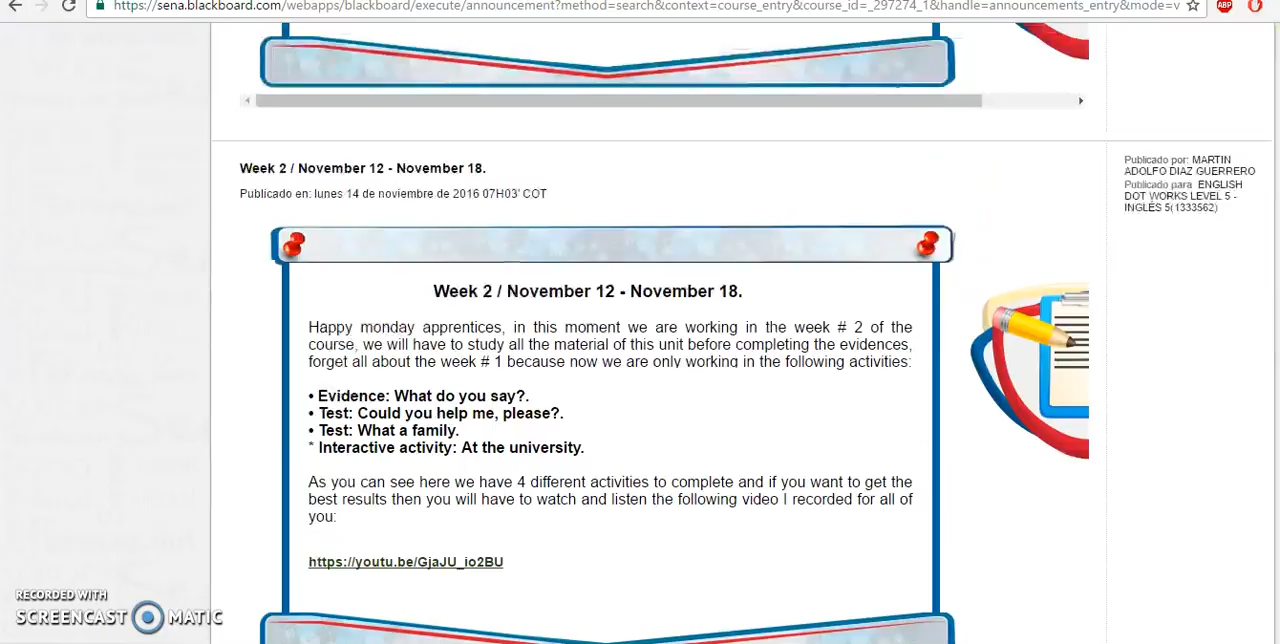 https://sena.blackboard.com/webapps/blackboard/execute/announcement?method=search&context=course_entry&course_id=_297274_1&handle=announcements_entry&mode=v
ABP
Week 2 / November 12 - November 18.
Publicado en: lunes 14 de noviembre de 2016 07H03' COT
Publicado por: MARTIN
ADOLFO DIAZ GUERRERO
Publicado para ENGLISH
DOT WORKS LEVEL 5 -
INGLÉS 5(1333562)
Week 2 / November 12 - November 18.
Happy monday apprentices, in this moment we are working in the week # 2 of the
course, we will have to study all the material of this unit before completing the evidences,
forget all about the week # 1 because now we are only working in the following activities:
• Evidence: What do you say?.
• Test: Could you help me, please?.
• Test: What a family.
* Interactive activity: At the university.
As you can see here we have 4 different activities to complete and if you want to get the
best results then you will have to watch and listen the following video I recorded for all of
you:
https://youtu.be/GjaJU_io2BU
RECORDED WITH
SCREENCAST MATIC